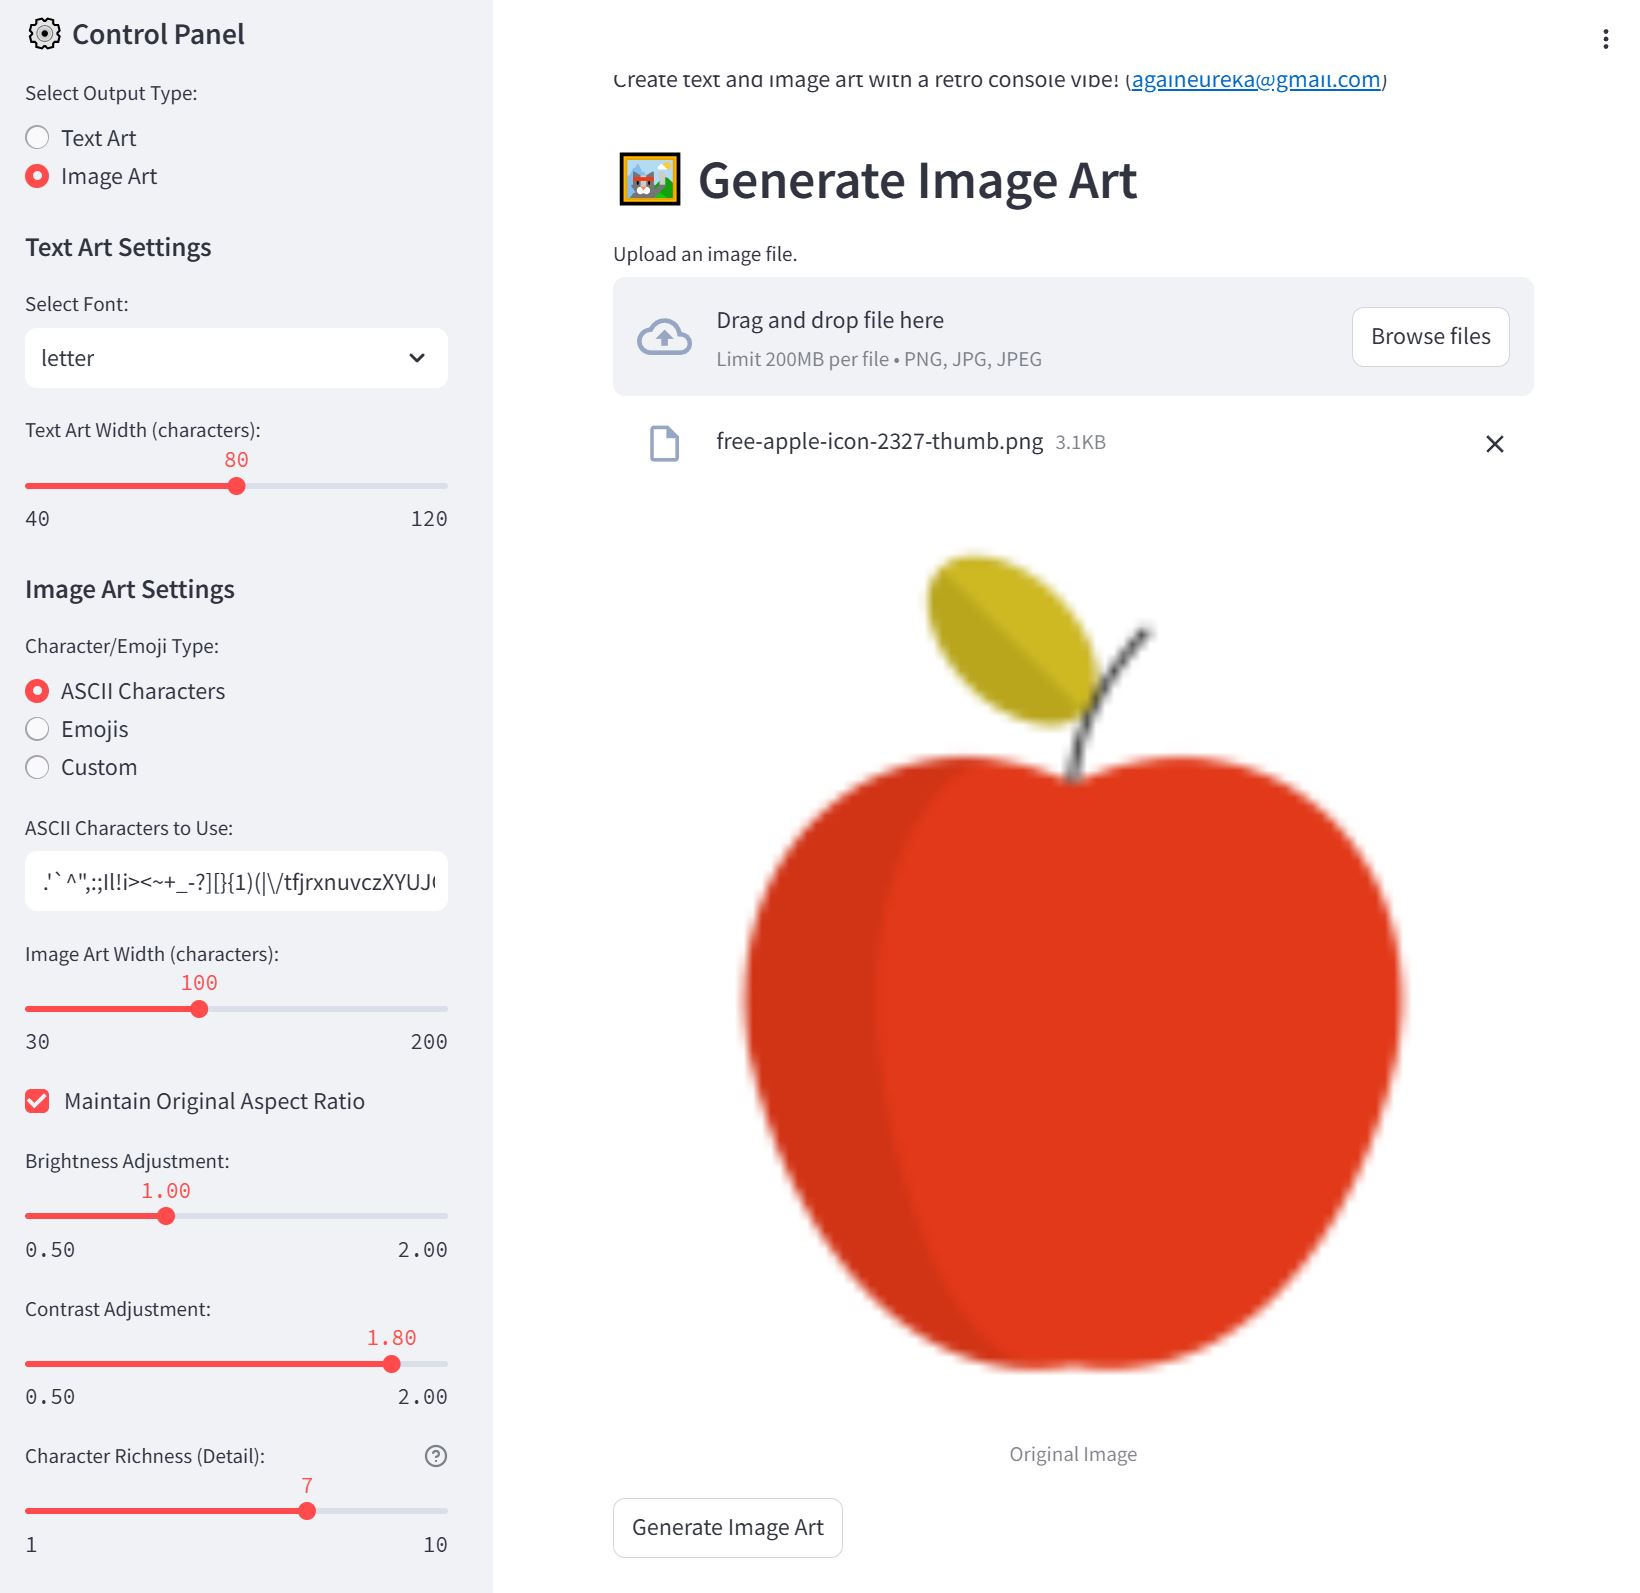 Control Panel
Select Output Type:
Text Art
Image Art
Text Art Settings
Select Font:
letter
Text Art Width (characters):
80
40 120
Image Art Settings
Character/Emoji Type:
ASCII Characters
Emojis
Custom
ASCII Characters to Use:
.'`^",:;Il!i><~+_-?][}{1)(|\/tfjrxnuvczXYUJ
Image Art Width (characters):
100
30 200
Maintain Original Aspect Ratio
Brightness Adjustment:
1.00
0.50 2.00
Contrast Adjustment:
1.80
0.50 2.00
Character Richness (Detail):
7
1 10
Create text and image art with a retro console vibe! (againeureka@gmail.com)
Generate Image Art
Upload an image file.
Drag and drop file here
Limit 200MB per file • PNG, JPG, JPEG
Browse files
free-apple-icon-2327-thumb.png 3.1KB
Original Image
Generate Image Art